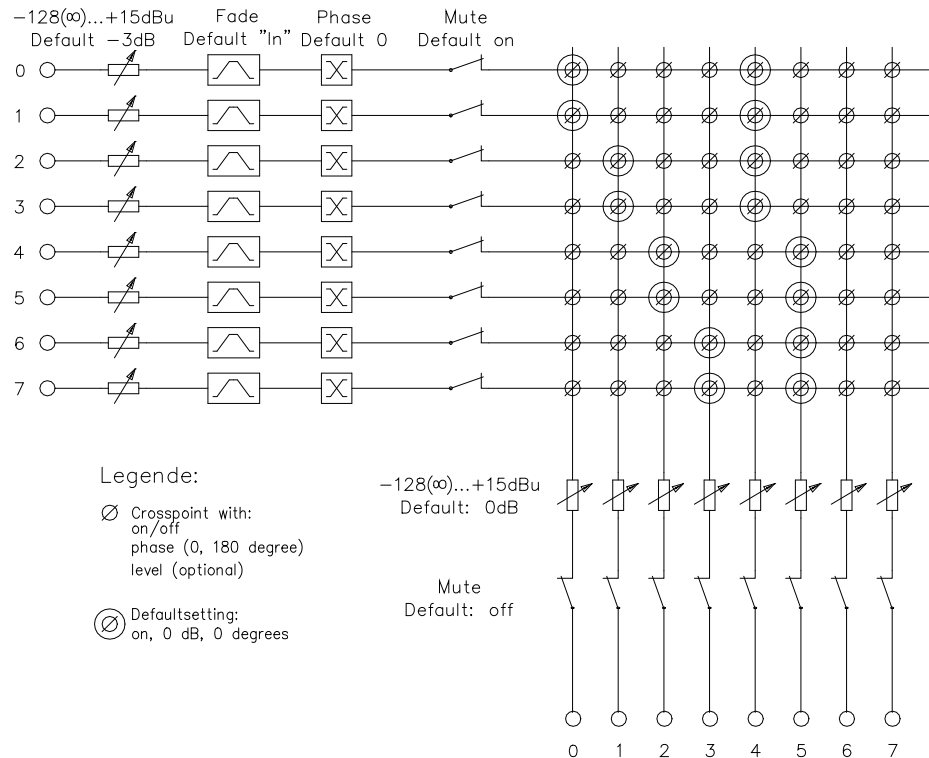 −128(∞)...+15dBu Fade Phase Mute
Default −3dB Default "In" Default 0 Default on
0
1
2
3
4
5
6
7
Legende:
Crosspoint with:
on/off
phase (0, 180 degree)
level (optional)
Defaultsetting:
on, 0 dB, 0 degrees
−128(∞)...+15dBu
Default: 0dB
Mute
Default: off
0 1 2 3 4 5 6 7